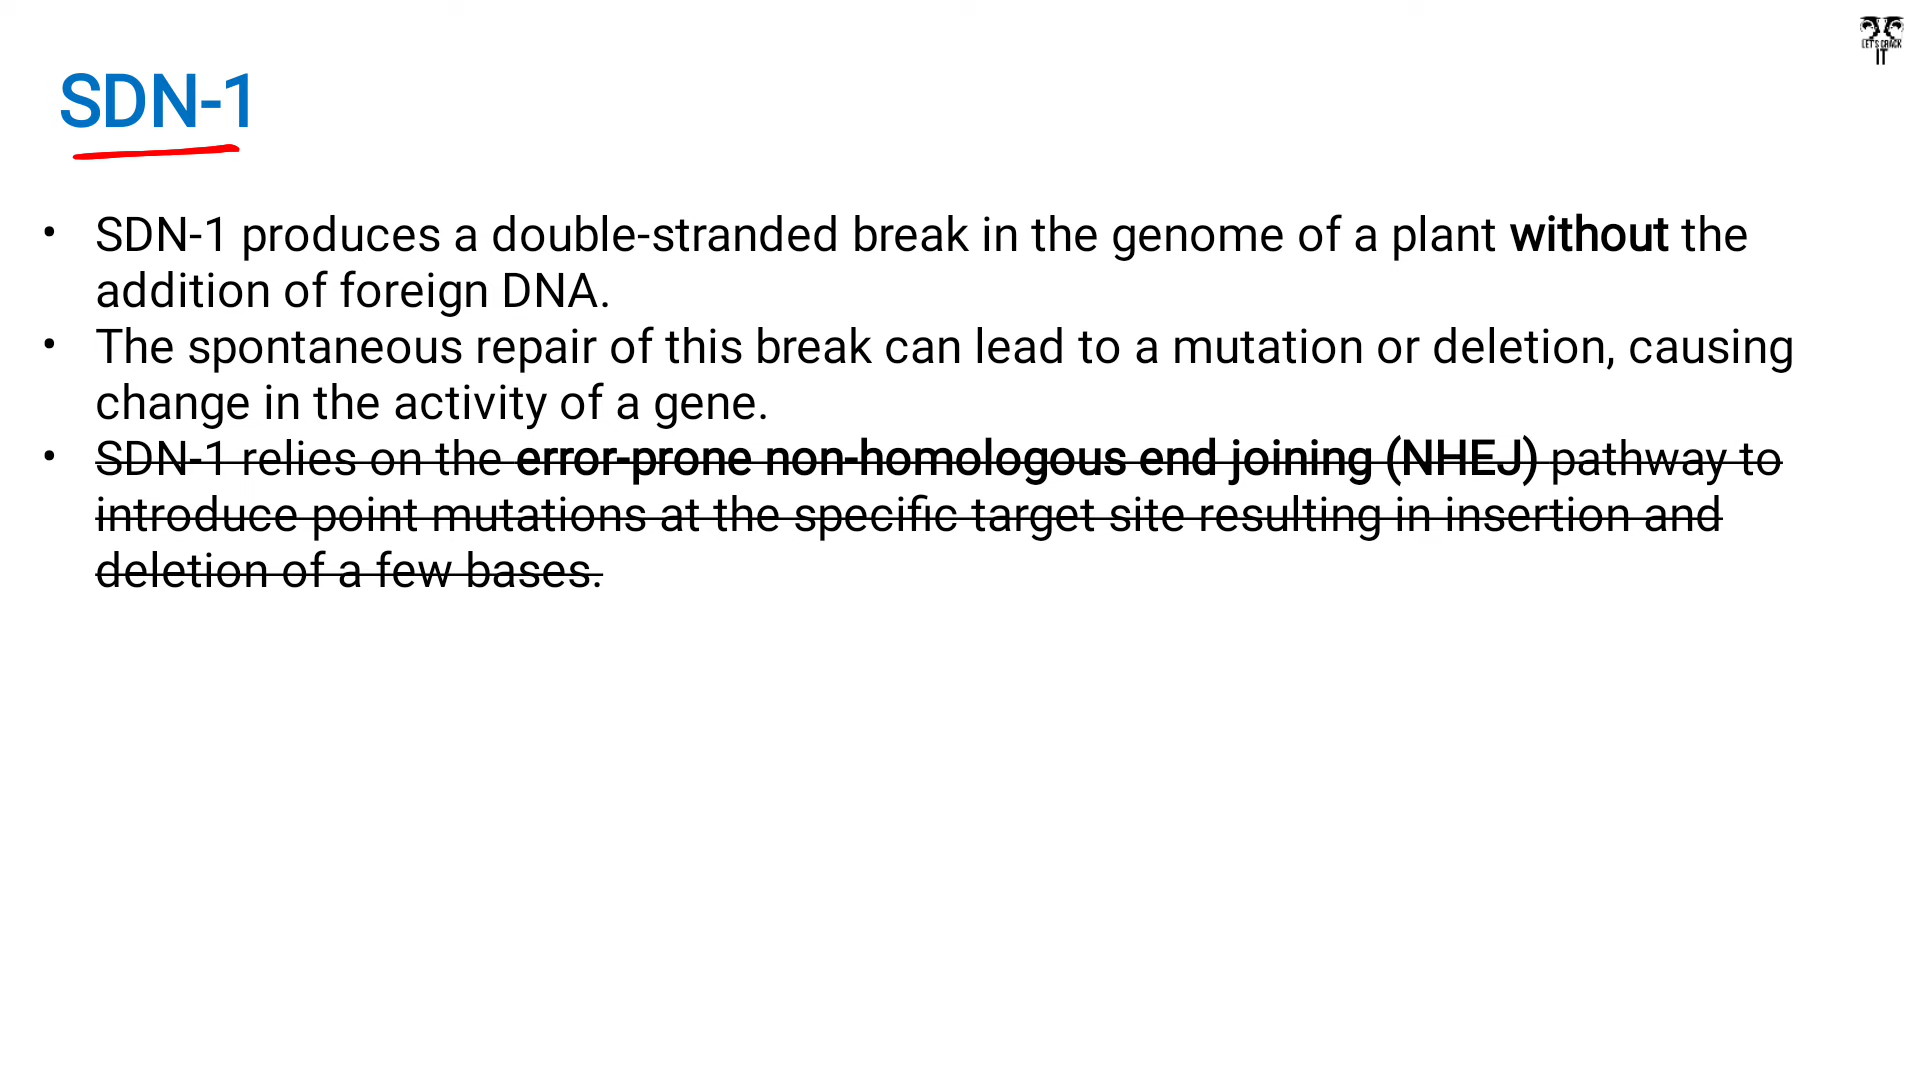 LET'S CRACK
IT
SDN-1
• SDN-1 produces a double-stranded break in the genome of a plant without the
addition of foreign DNA.
• The spontaneous repair of this break can lead to a mutation or deletion, causing
change in the activity of a gene.
• SDN-1 relies on the error-prone non-homologous end joining (NHEJ) pathway to
introduce point mutations at the specific target site resulting in insertion and
deletion of a few bases.